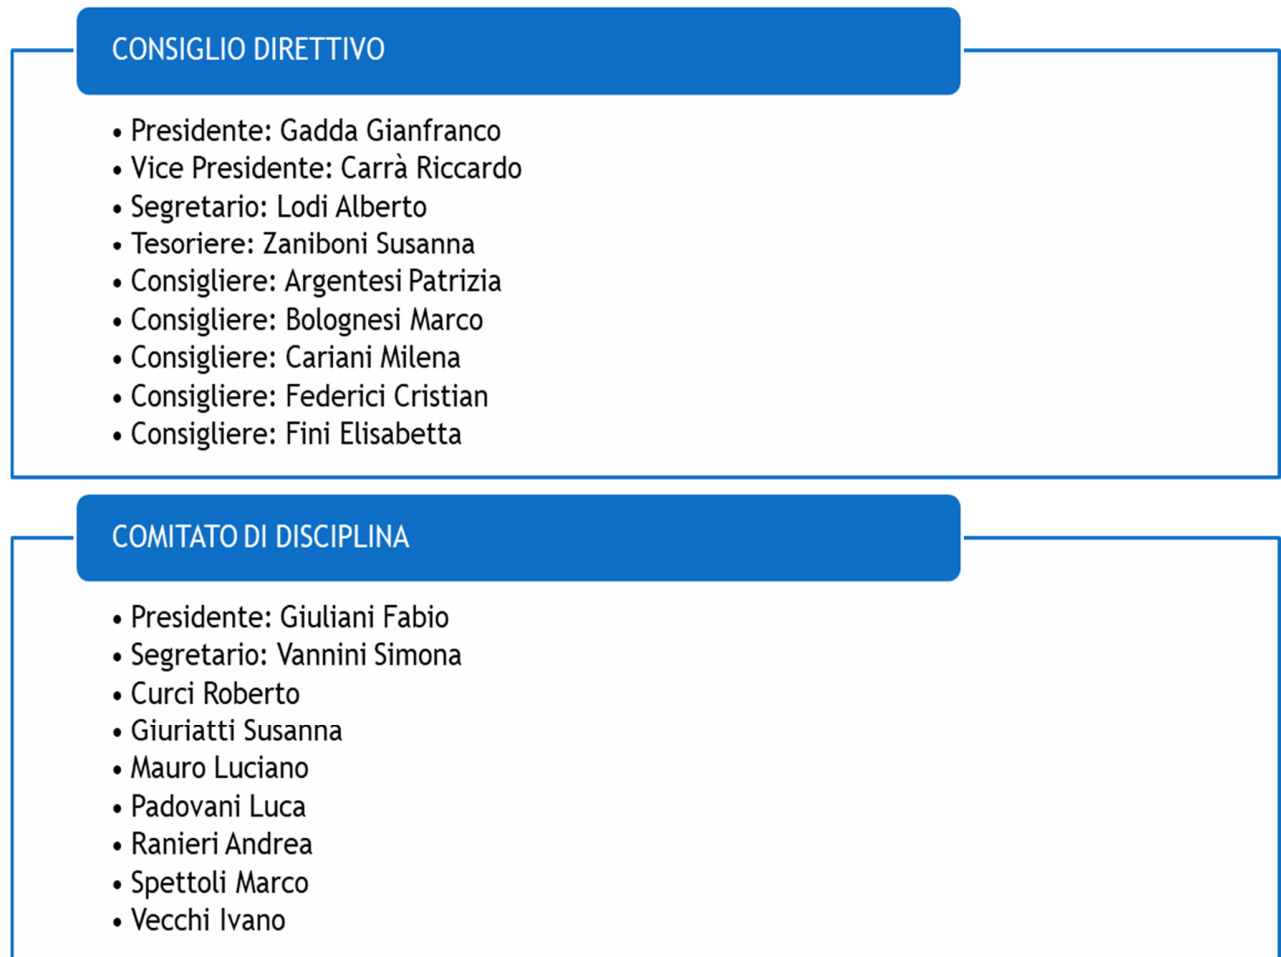 CONSIGLIO DIRETTIVO
• Presidente: Gadda Gianfranco
• Vice Presidente: Carrà Riccardo
• Segretario: Lodi Alberto
• Tesoriere: Zaniboni Susanna
• Consigliere: Argentesi Patrizia
• Consigliere: Bolognesi Marco
• Consigliere: Cariani Milena
• Consigliere: Federici Cristian
• Consigliere: Fini Elisabetta
COMITATO DI DISCIPLINA
• Presidente: Giuliani Fabio
• Segretario: Vannini Simona
• Curci Roberto
• Giuriatti Susanna
• Mauro Luciano
• Padovani Luca
• Ranieri Andrea
• Spettoli Marco
• Vecchi Ivano